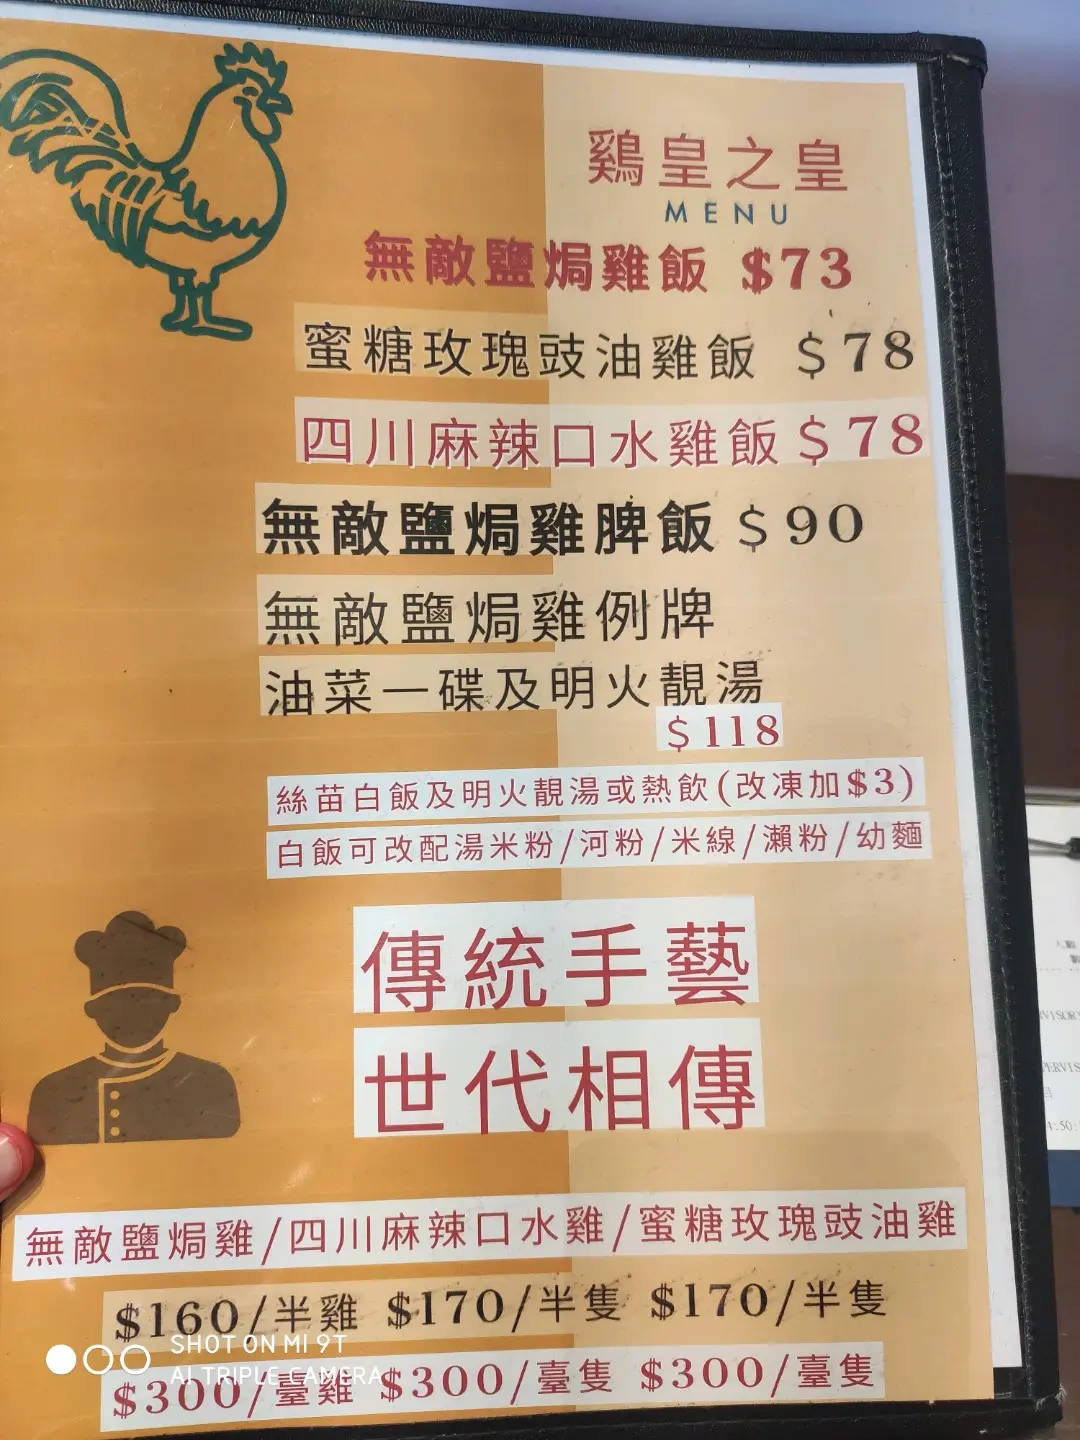 鷄皇之皇
MENU
無敵鹽焗雞飯 $73
蜜糖玫瑰豉油雞飯 $78
四川麻辣口水雞飯 $78
無敵鹽焗雞脾飯 $90
無敵鹽焗雞例牌
油菜一碟及明火靚湯
$118
絲苗白飯及明火靚湯或熱飲(改凍加$3)
白飯可改配湯米粉/河粉/米線/瀨粉/幼麵
傳統手藝
世代相傳
無敵鹽焗雞/四川麻辣口水雞/蜜糖玫瑰豉油雞
$160/半雞 $170/半隻 $170/半隻
$300/臺雞 $300/臺隻 $300/臺隻
SHOT ON MI 9T
AI TRIPLE CAMERA